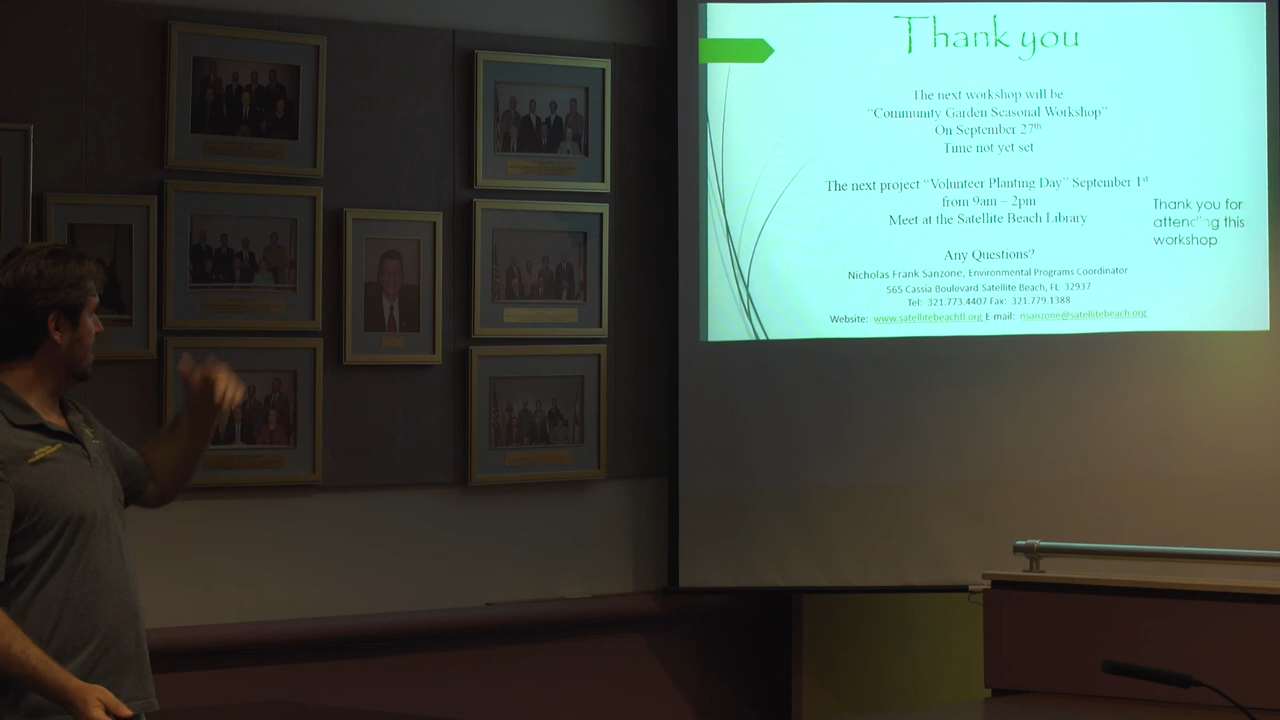 Thank you
The next workshop will be
“Community Garden Seasonal Workshop”
On September 27th
Time not yet set
The next project “Volunteer Planting Day” September 1st
from 9am – 2pm
Meet at the Satellite Beach Library
Thank you for
attending this
workshop
Any Questions?
Nicholas Frank Sanzone, Environmental Programs Coordinator
565 Cassia Boulevard Satellite Beach, FL 32937
Tel: 321.773.4407 Fax: 321.779.1388
Website: www.satellitebeachfl.org E-mail: nsanzone@satellitebeach.org